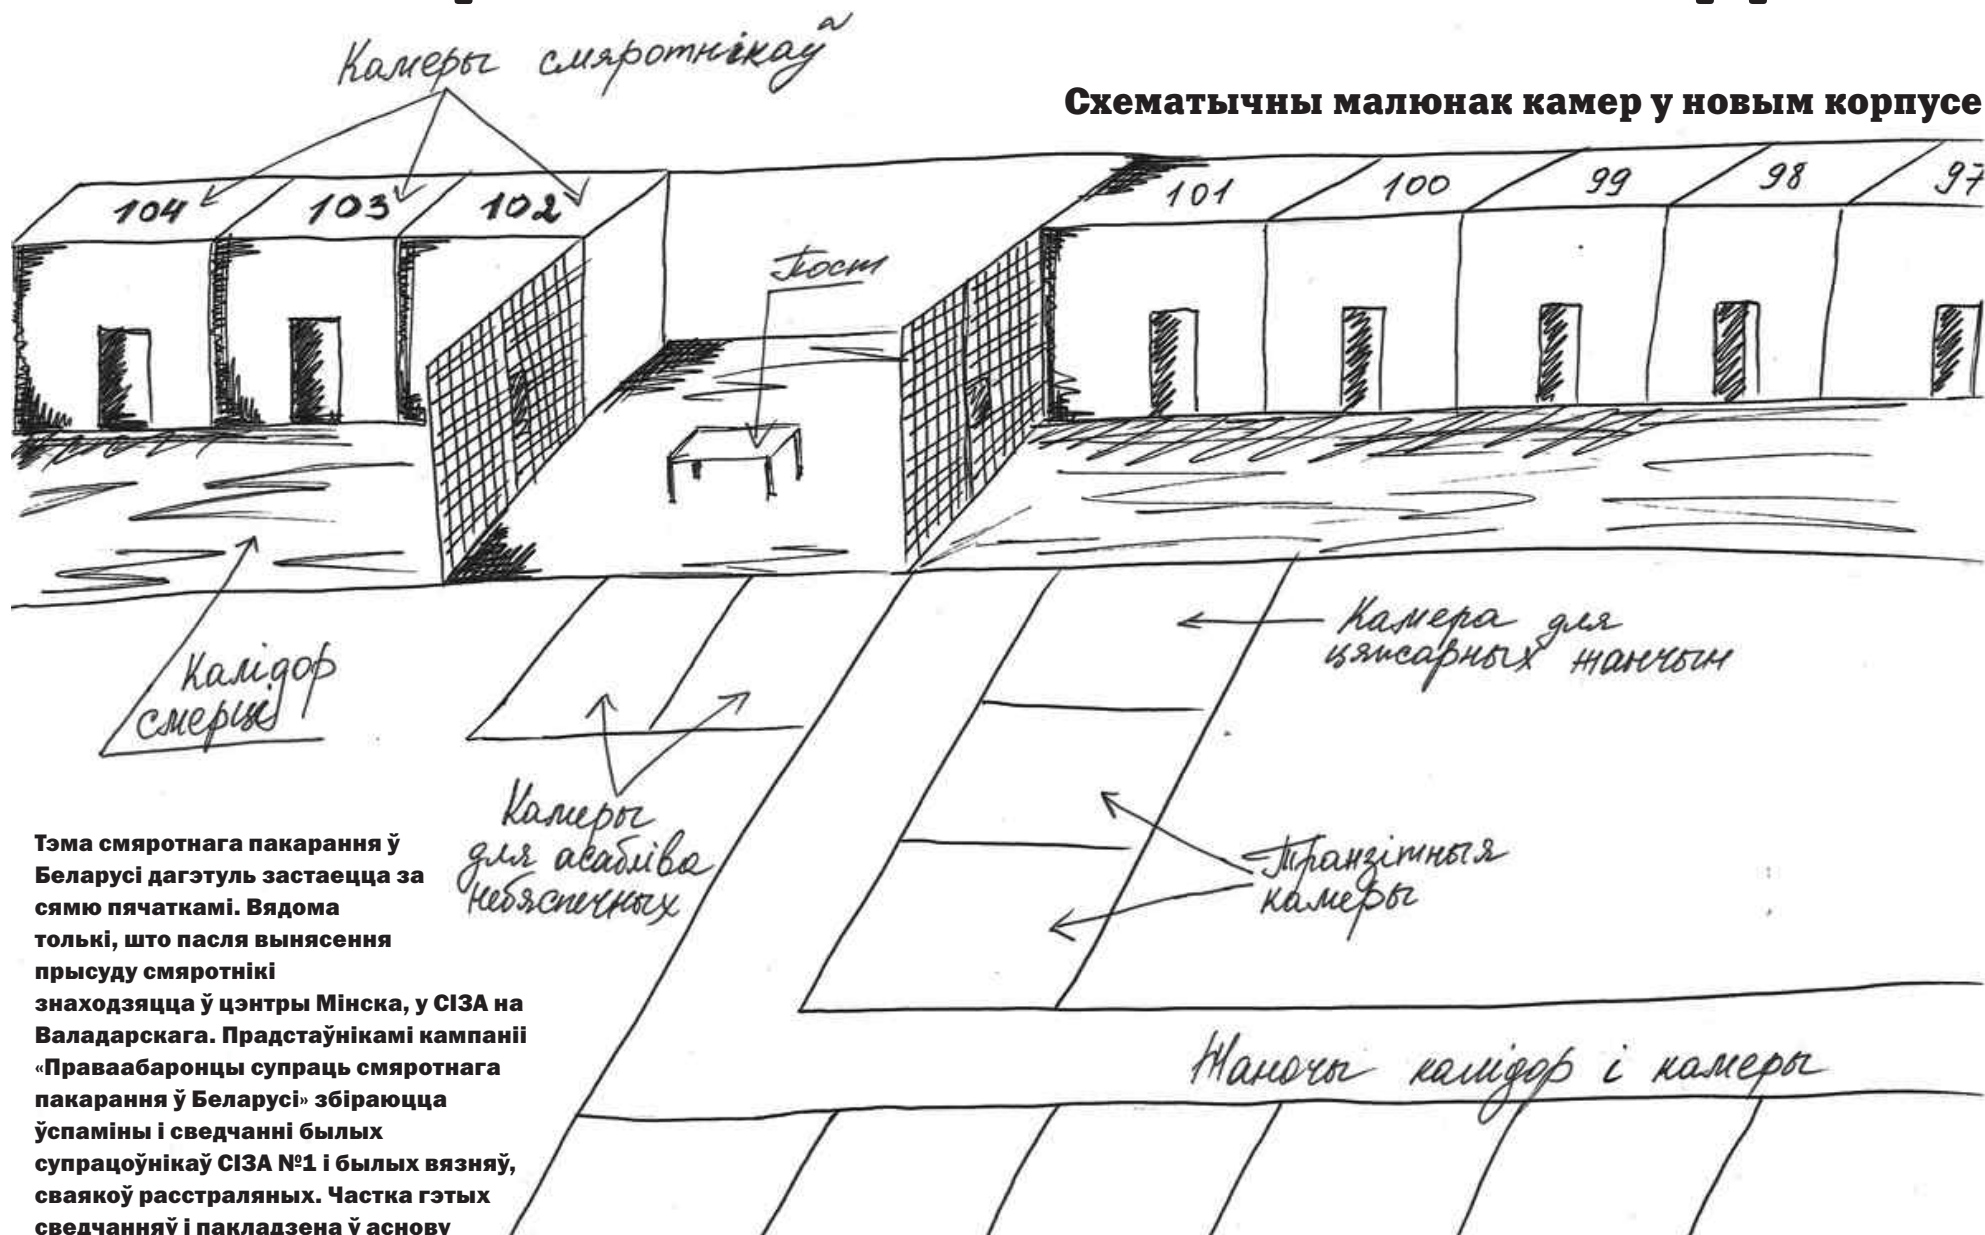 Камеры смяротнікаў
Схематычны малюнак камер у новым корпусе
104
103
102
101
100
99
98
97
Пост
Калідор
смерці
Камера для
цяжарных жанчын
Камеры
для асабліва
небяспечных
Транзітныя
камеры
Жаночы калідор і камеры
Тэма смяротнага пакарання ў
Беларусі дагэтуль застаецца за
сямю пячаткамі. Вядома
толькі, што пасля вынясення
прысуду смяротнікі
знаходзяцца ў цэнтры Мінска, у СІЗА на
Валадарскага. Прадстаўнікамі кампаніі
«Праваабаронцы супраць смяротнага
пакарання ў Беларусі» збіраюцца
ўспаміны і сведчанні былых
супрацоўнікаў СІЗА №1 і былых вязняў,
сваякоў расстраляных. Частка гэтых
сведчанняў і пакладзена ў аснову